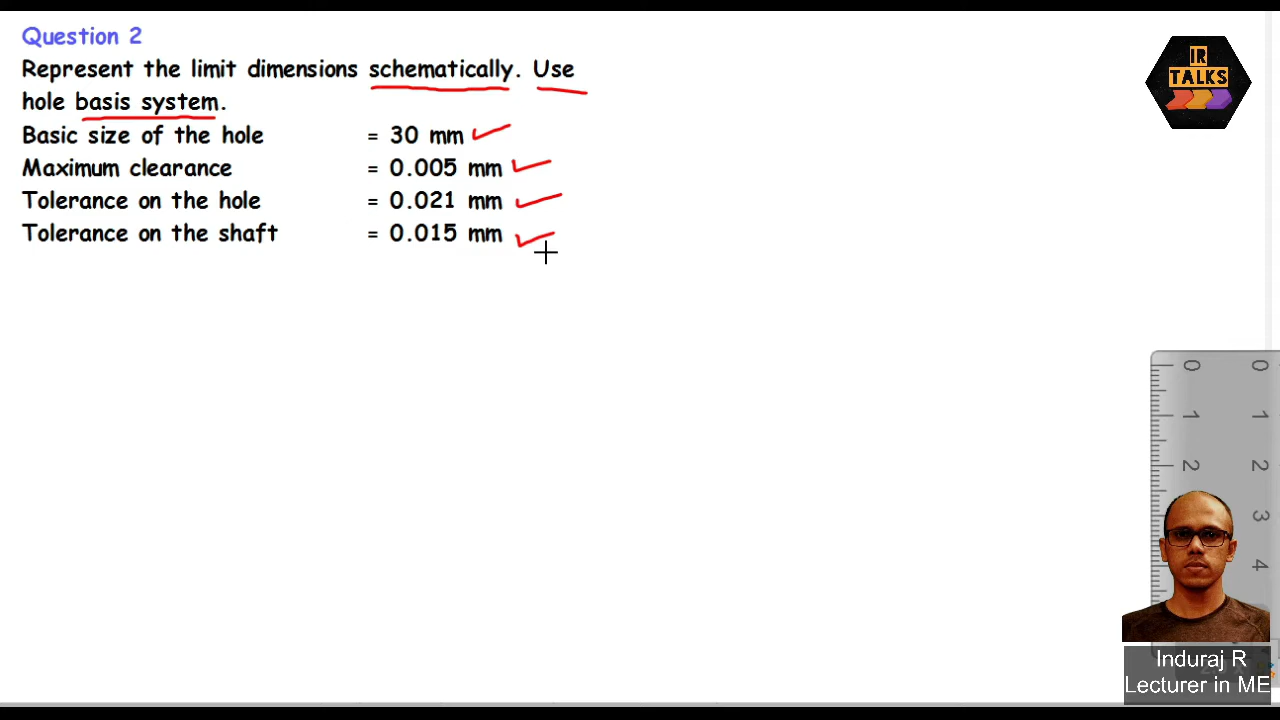 Question 2
Represent the limit dimensions schematically. Use
hole basis system.
Basic size of the hole = 30 mm
Maximum clearance = 0.005 mm
Tolerance on the hole = 0.021 mm
Tolerance on the shaft = 0.015 mm
IR
TALKS
0 0
1 1
2 2
3
4
Induraj R
Lecturer in ME